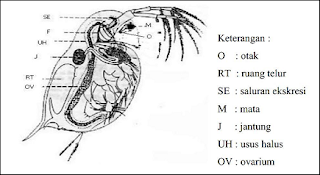 SE
F
UH
J
RT
OV
M
O
Keterangan :
O : otak
RT : ruang telur
SE : saluran ekskresi
M : mata
J : jantung
UH : usus halus
OV : ovarium